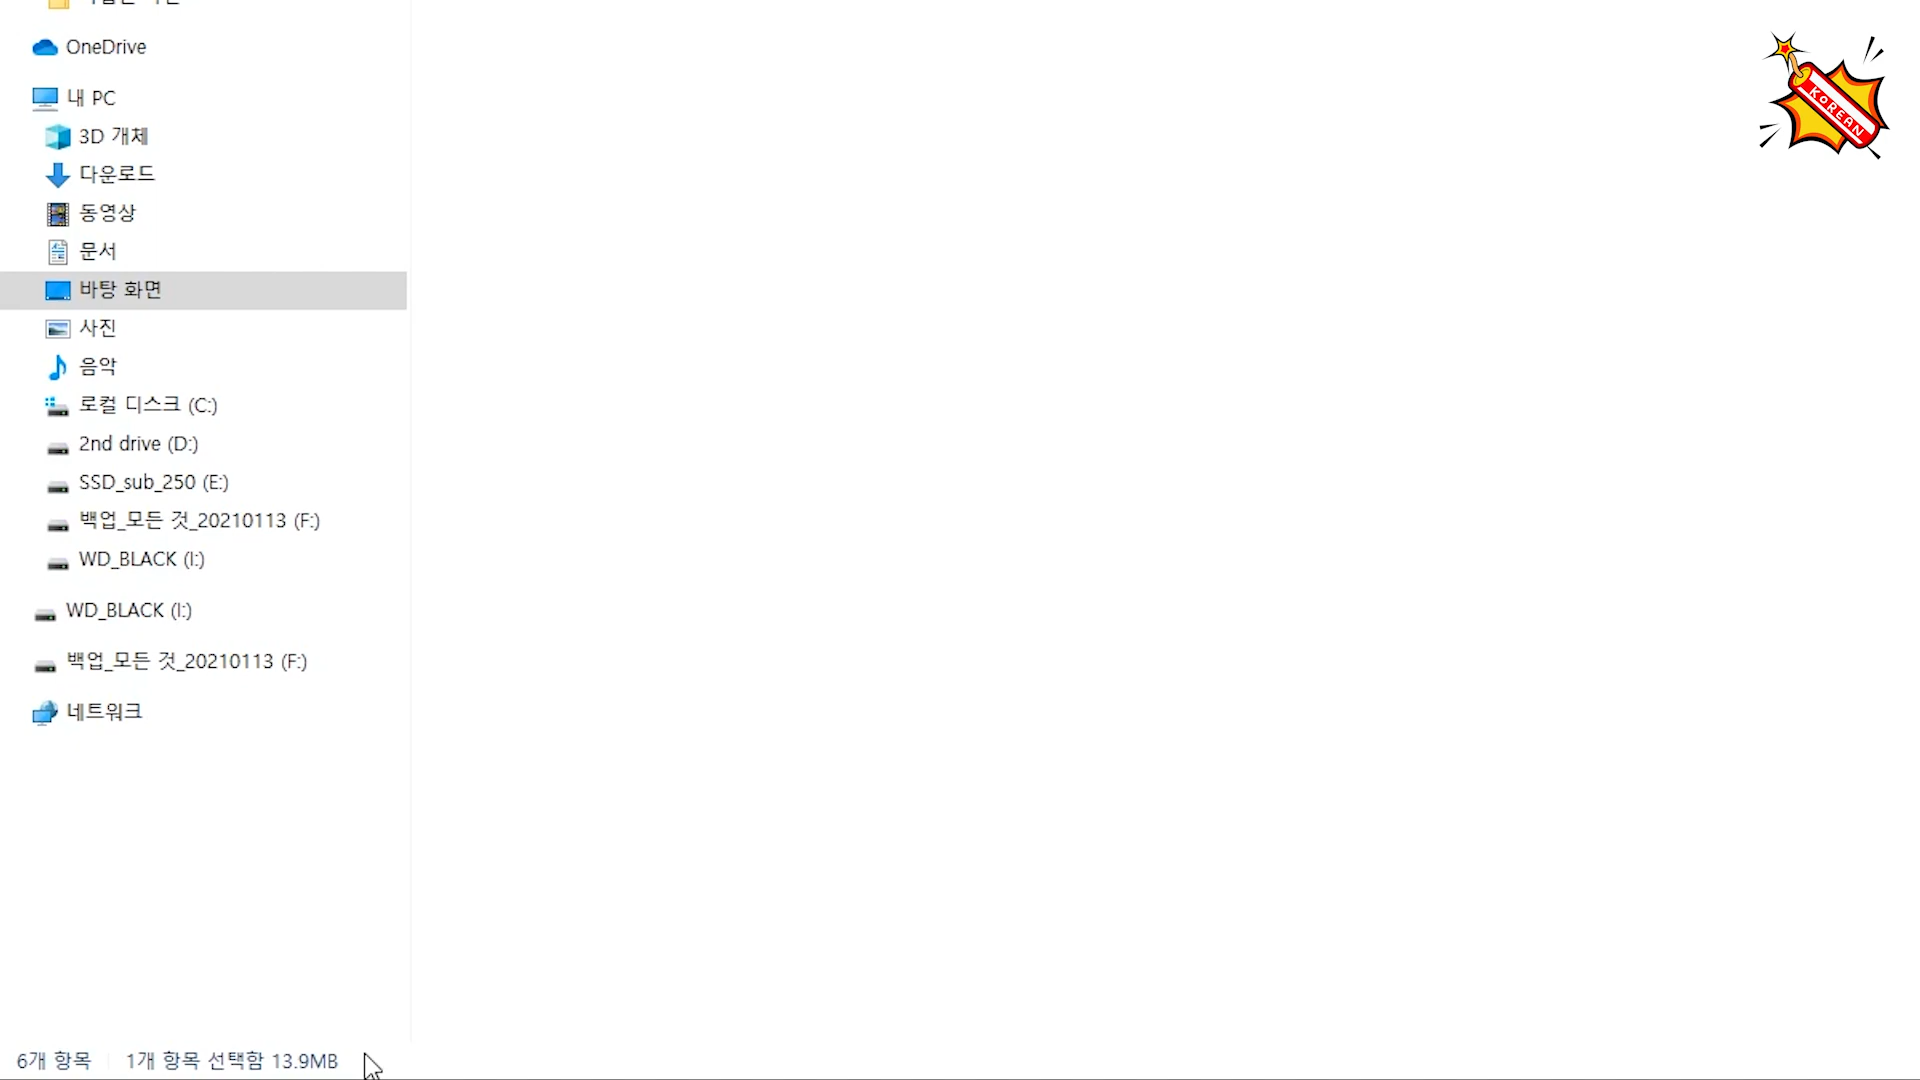 OneDrive
내 PC
3D 개체
다운로드
동영상
문서
바탕 화면
사진
음악
로컬 디스크 (C:)
2nd drive (D:)
SSD_sub_250 (E:)
백업_모든 것_20210113 (F:)
WD_BLACK (I:)
WD_BLACK (I:)
백업_모든 것_20210113 (F:)
네트워크
6개 항목 1개 항목 선택함 13.9MB
KOREAN